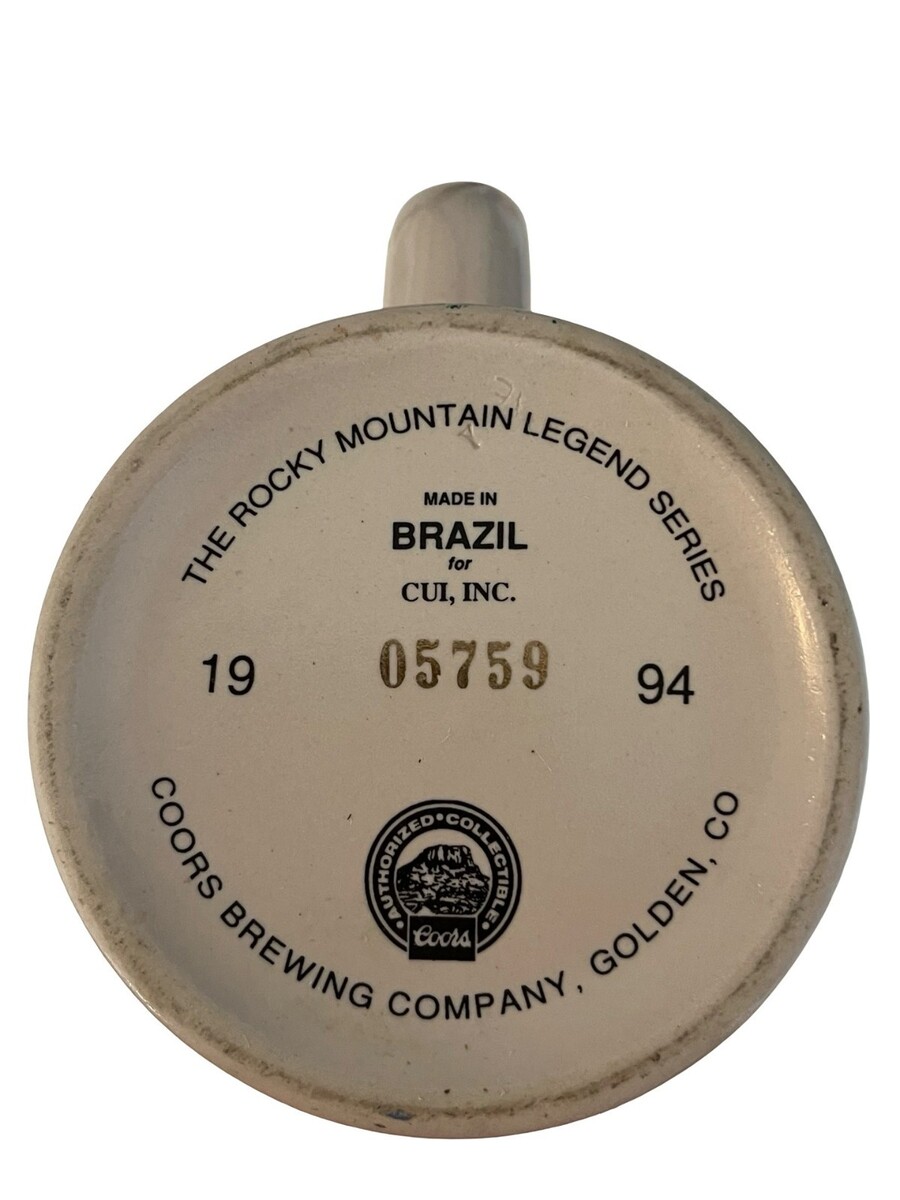 THE ROCKY MOUNTAIN LEGEND SERIES
MADE IN
BRAZIL
for
CUI, INC.
05759
19 94
AUTHORIZED•COLLECTIBLE
Coors
COORS BREWING COMPANY, GOLDEN, CO